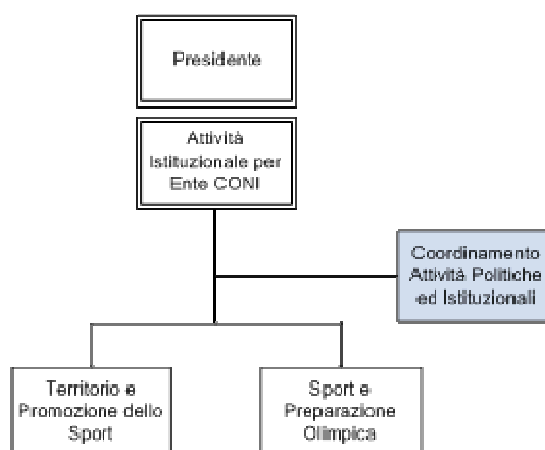 Presidente
Attività
Istituzionale per
Ente CONI
Coordinamento
Attività Politiche
ed Istituzionali
Territorio e
Promozione dello
Sport
Sport e
Preparazione
Olimpica